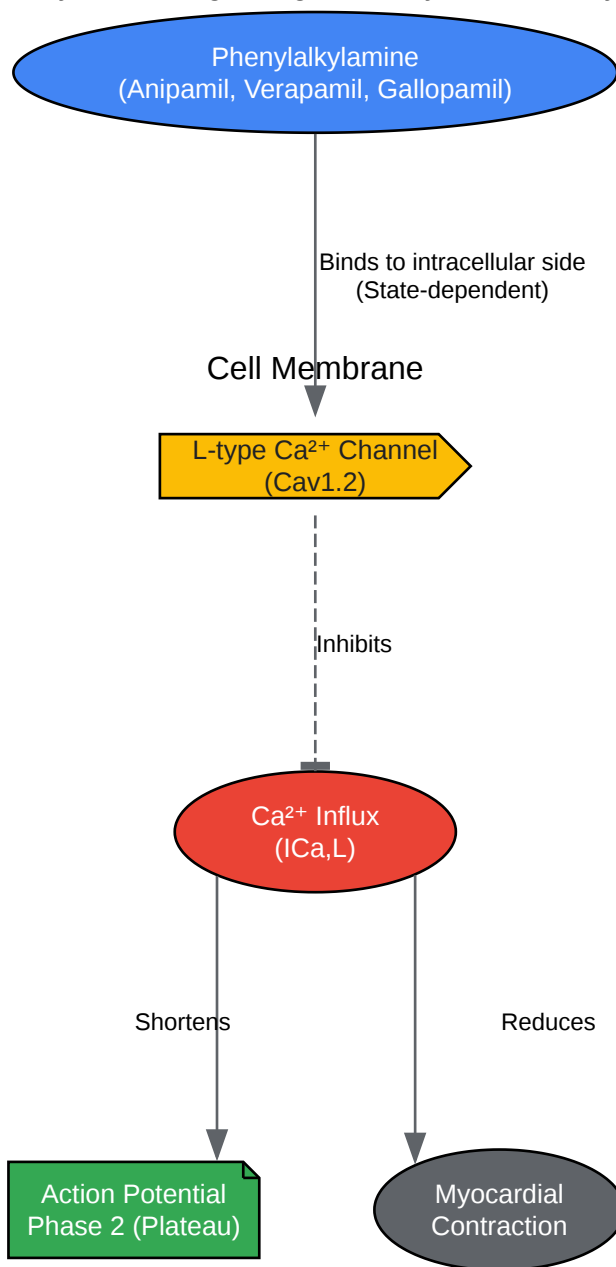 Phenylalkylamine
(Anipamil, Verapamil, Gallopamil)
Binds to intracellular side
(State-dependent)
Cell Membrane
L-type Ca²⁺ Channel
(Cav1.2)
Inhibits
Ca²⁺ Influx
(ICa,L)
Shortens
Reduces
Action Potential
Phase 2 (Plateau)
Myocardial
Contraction